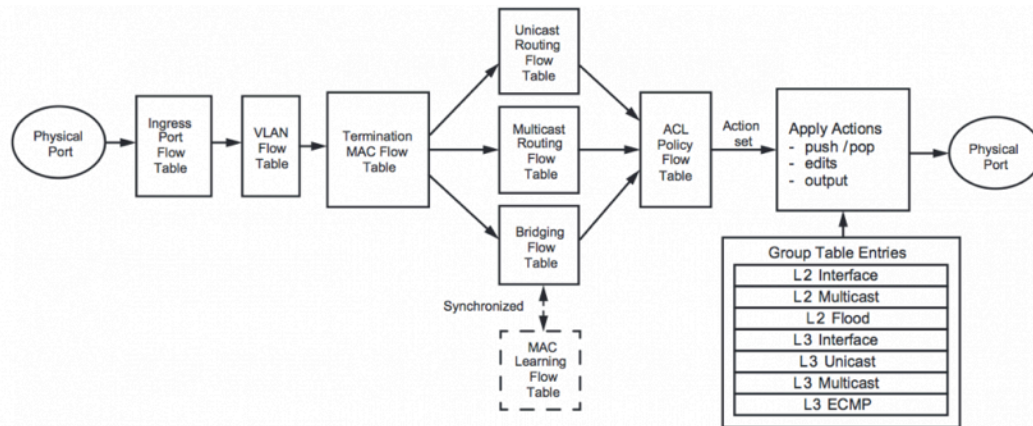 Physical
Port
Ingress
Port
Flow
Table
VLAN
Flow
Table
Termination
MAC Flow
Table
Unicast
Routing
Flow
Table
Multicast
Routing
Flow
Table
Bridging
Flow
Table
Synchronized
MAC
Learning
Flow
Table
ACL
Policy
Flow
Table
Action
set
Apply Actions
- push /pop
- edits
- output
Physical
Port
Group Table Entries
L2 Interface
L2 Multicast
L2 Flood
L3 Interface
L3 Unicast
L3 Multicast
L3 ECMP